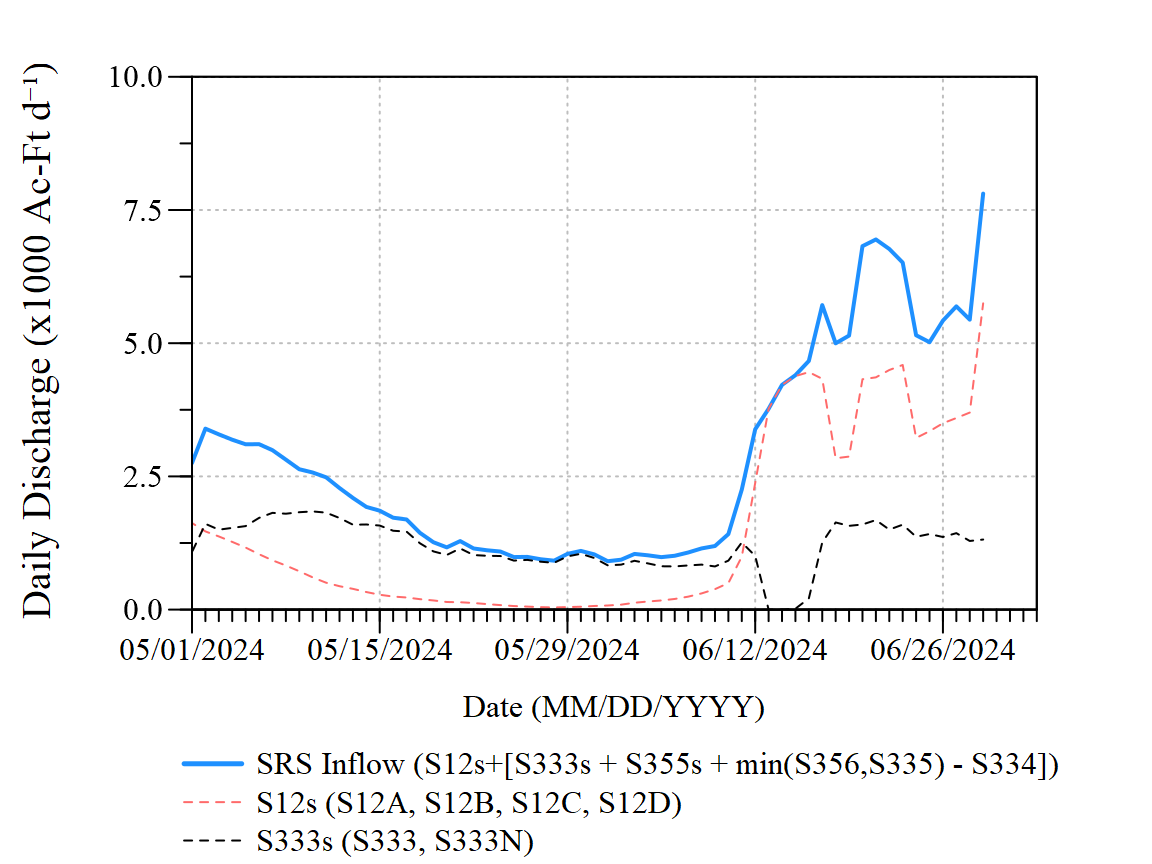 Daily Discharge (x1000 Ac-Ft d⁻¹)
10.0
7.5
5.0
2.5
0.0
05/01/2024 05/15/2024 05/29/2024 06/12/2024 06/26/2024
Date (MM/DD/YYYY)
SRS Inflow (S12s+[S333s + S355s + min(S356,S335) - S334])
S12s (S12A, S12B, S12C, S12D)
S333s (S333, S333N)